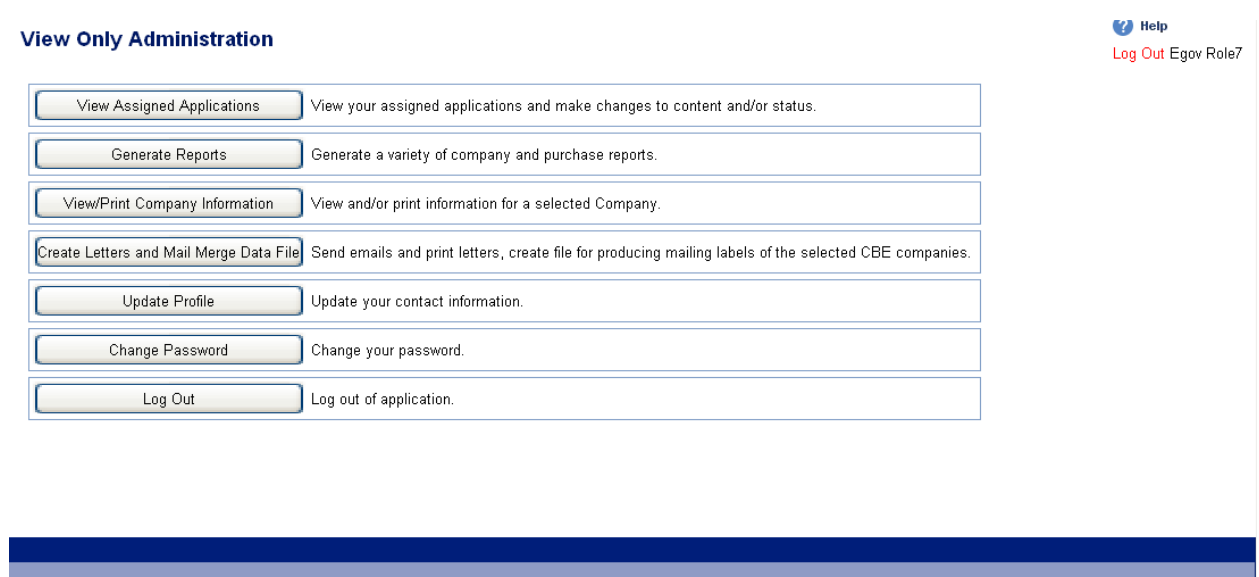 View Only Administration
Help
Log Out Egov Role7
View Assigned Applications View your assigned applications and make changes to content and/or status.
Generate Reports Generate a variety of company and purchase reports.
View/Print Company Information View and/or print information for a selected Company.
Create Letters and Mail Merge Data File Send emails and print letters, create file for producing mailing labels of the selected CBE companies.
Update Profile Update your contact information.
Change Password Change your password.
Log Out Log out of application.